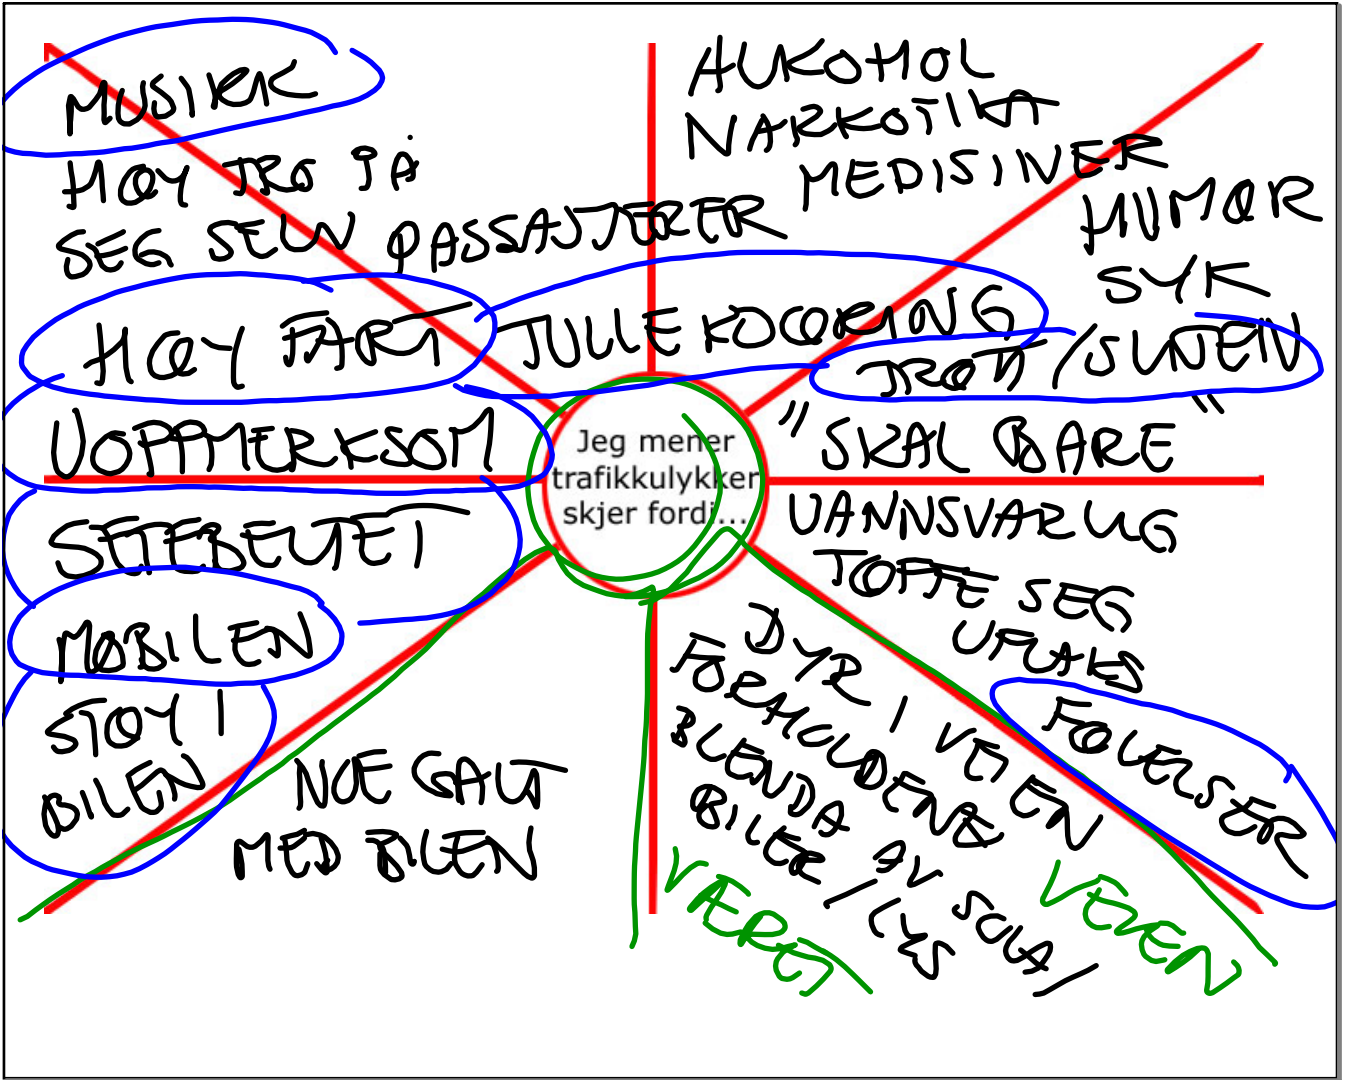 MUSIKK
HØY TRO PÅ
SEG SELV
PASSASJERER
HØY FART
UOPPMERKSOM
SETEBELTET
MOBILEN
STØY I
BILEN
ALKOHOL
NARKOTIKA
MEDISINER
HUMØR
SYK
TULLEKJØRING
TRØTT/SLITEN
"SKAL BARE"
Jeg mener
trafikkulykker
skjer fordi...
UANNSVARLIG
TØFFE SEG
UFLAKS
FØLELSER
NOE GALT
MED BILEN
DYR I VEIEN
FORHOLDENE
BLENDA AV SOLA/
BILER/LYS
VÆRET
VEIEN